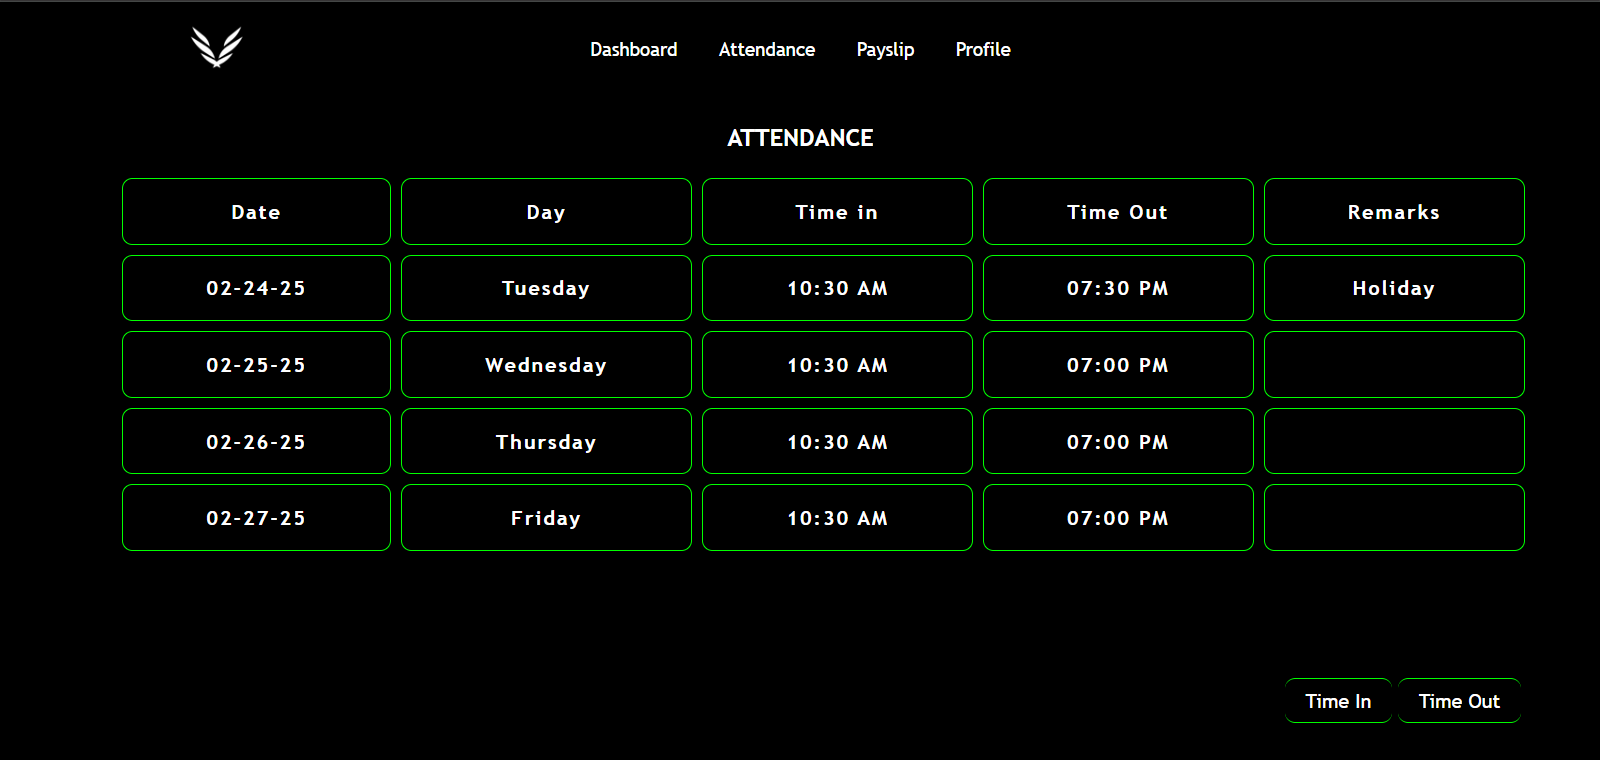 Dashboard Attendance Payslip Profile
ATTENDANCE
Date Day Time in Time Out Remarks
02-24-25 Tuesday 10:30 AM 07:30 PM Holiday
02-25-25 Wednesday 10:30 AM 07:00 PM
02-26-25 Thursday 10:30 AM 07:00 PM
02-27-25 Friday 10:30 AM 07:00 PM
Time In Time Out